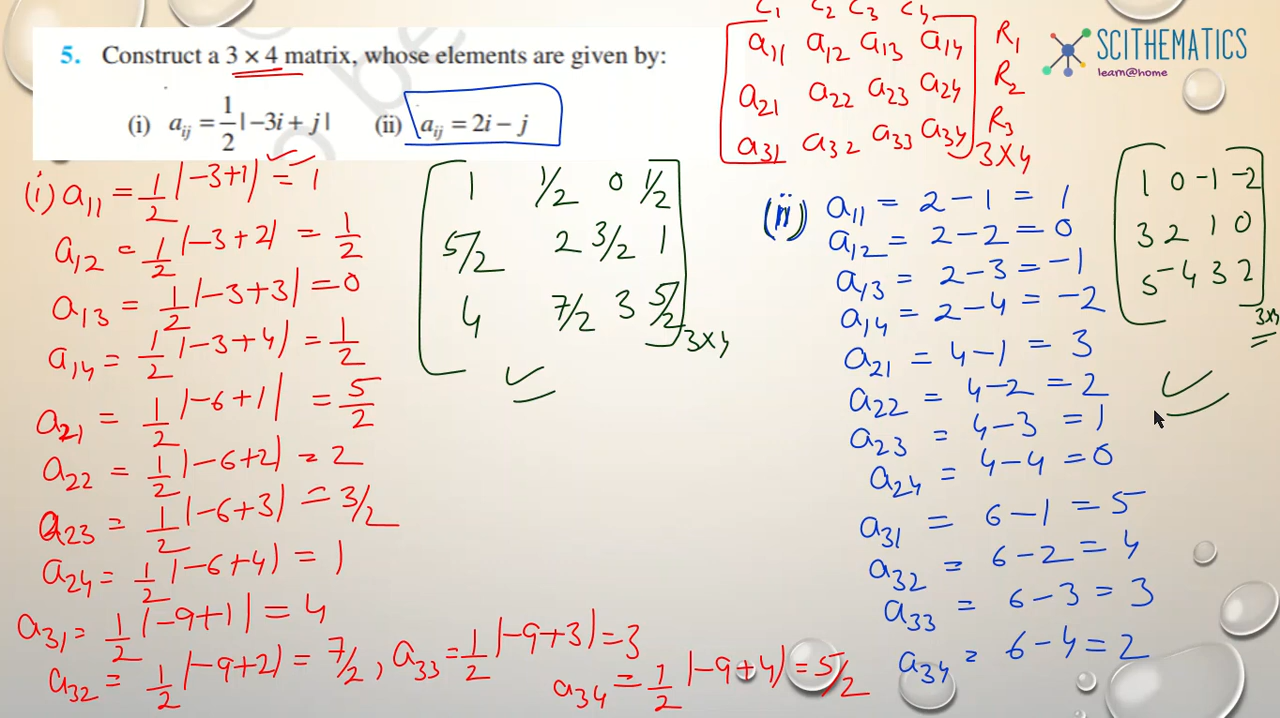 5. Construct a 3 × 4 matrix, whose elements are given by:
(i) aij = 1/2 |-3i + j| (ii) aij = 2i - j
C1 C2 C3 C4
a11 a12 a13 a14 R1
a21 a22 a23 a24 R2
a31 a32 a33 a34 R3
3×4
SCITHEMATICS
learn@home
(i) a11 = 1/2 |-3+1| = 1
a12 = 1/2 |-3+2| = 1/2
a13 = 1/2 |-3+3| = 0
a14 = 1/2 |-3+4| = 1/2
a21 = 1/2 |-6+1| = 5/2
a22 = 1/2 |-6+2| = 2
a23 = 1/2 |-6+3| = 3/2
a24 = 1/2 |-6+4| = 1
a31 = 1/2 |-9+1| = 4
a32 = 1/2 |-9+2| = 7/2, a33 = 1/2 |-9+3| = 3
a34 = 1/2 |-9+4| = 5/2
1 1/2 0 1/2
5/2 2 3/2 1
4 7/2 3 5/2
3×4
(ii) a11 = 2-1 = 1
a12 = 2-2 = 0
a13 = 2-3 = -1
a14 = 2-4 = -2
a21 = 4-1 = 3
a22 = 4-2 = 2
a23 = 4-3 = 1
a24 = 4-4 = 0
a31 = 6-1 = 5
a32 = 6-2 = 4
a33 = 6-3 = 3
a34 = 6-4 = 2
1 0 -1 -2
3 2 1 0
5 4 3 2
3×4